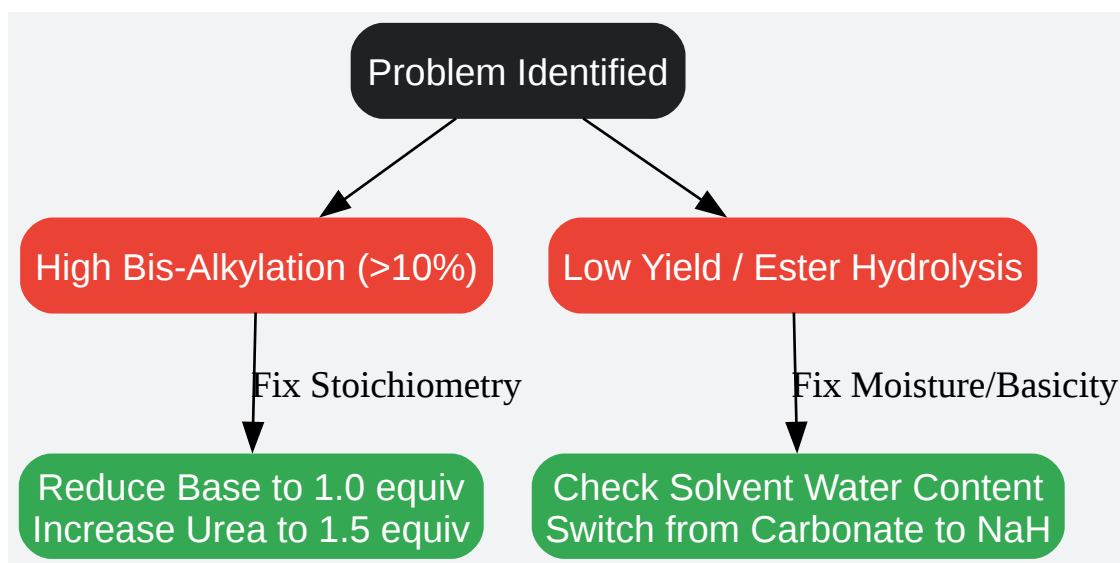 Problem Identified
High Bis-Alkylation (>10%)
Low Yield / Ester Hydrolysis
Fix Stoichiometry
Fix Moisture/Basicity
Reduce Base to 1.0 equiv
Increase Urea to 1.5 equiv
Check Solvent Water Content
Switch from Carbonate to NaH